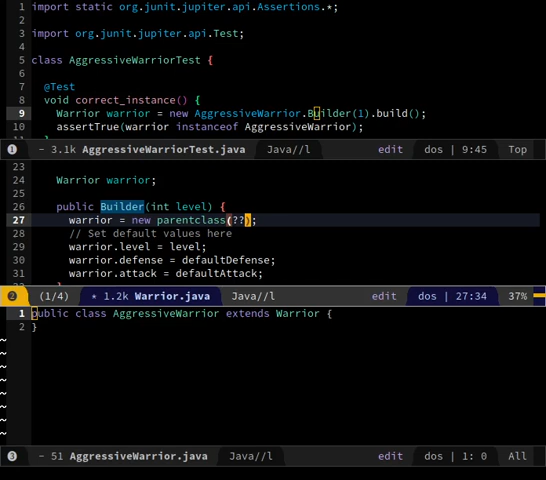 1 import static org.junit.jupiter.api.Assertions.*;
2
3 import org.junit.jupiter.api.Test;
4
5 class AggressiveWarriorTest {
6
7 @Test
8 void correct_instance() {
9 Warrior warrior = new AggressiveWarrior.Builder(1).build();
10 assertTrue(warrior instanceof AggressiveWarrior);
1 - 3.1k AggressiveWarriorTest.java Java//l edit dos | 9:45 Top
23
24 Warrior warrior;
25
26 public Builder(int level) {
27 warrior = new parentclass(??);
28 // Set default values here
29 warrior.level = level;
30 warrior.defense = defaultDefense;
31 warrior.attack = defaultAttack;
2 (1/4) * 1.2k Warrior.java Java//l edit dos | 27:34 37%
1 public class AggressiveWarrior extends Warrior {
2 }
~
~
~
~
~
~
~
~
3 - 51 AggressiveWarrior.java Java//l edit dos | 1: 0 All